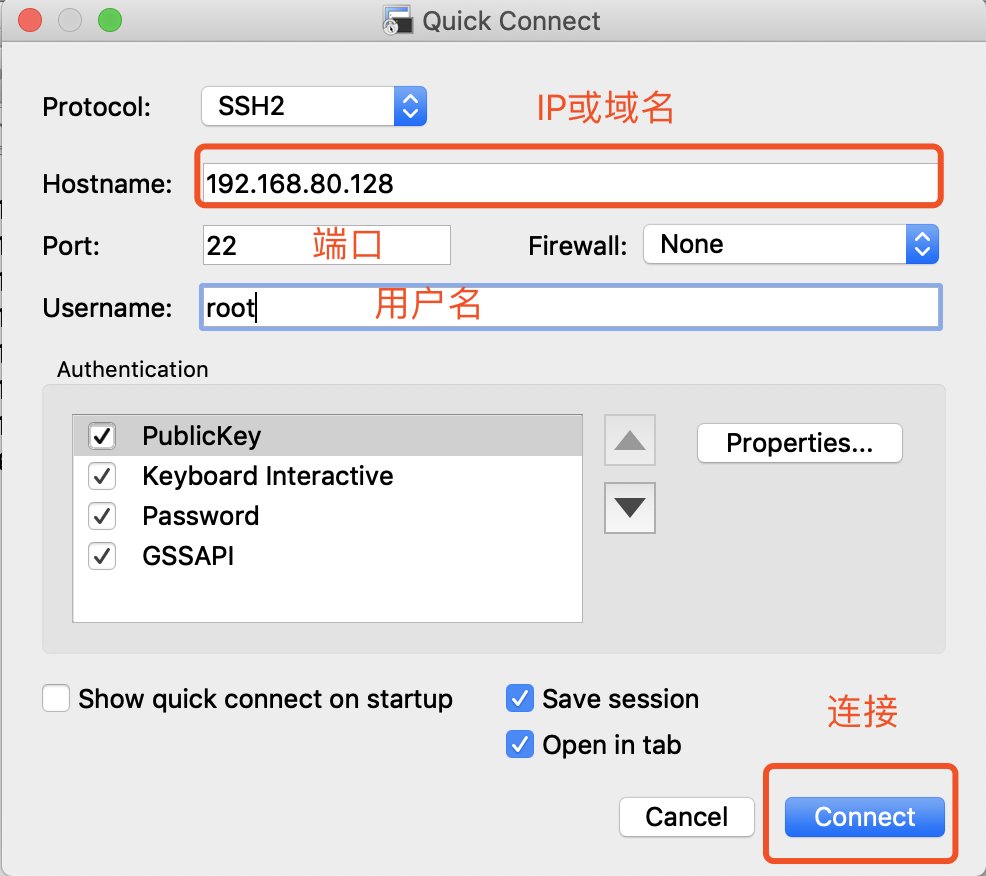 Quick Connect
Protocol: SSH2 IP或域名
Hostname: 192.168.80.128
Port: 22 端口 Firewall: None
Username: root 用户名
Authentication
PublicKey
Properties...
Keyboard Interactive
Password
GSSAPI
Show quick connect on startup Save session
连接
Open in tab
Cancel Connect